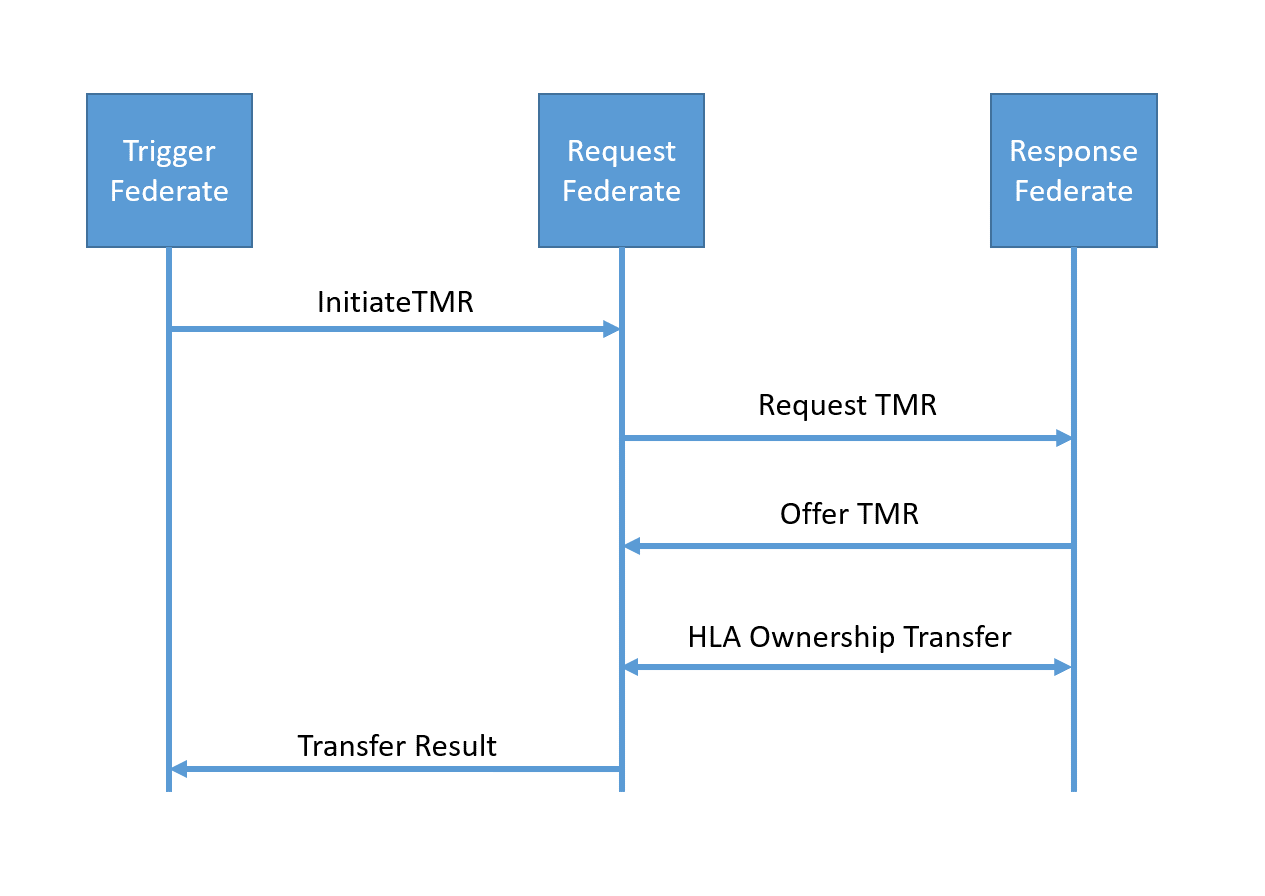 Trigger
Federate
Request
Federate
Response
Federate
InitiateTMR
Request TMR
Offer TMR
HLA Ownership Transfer
Transfer Result